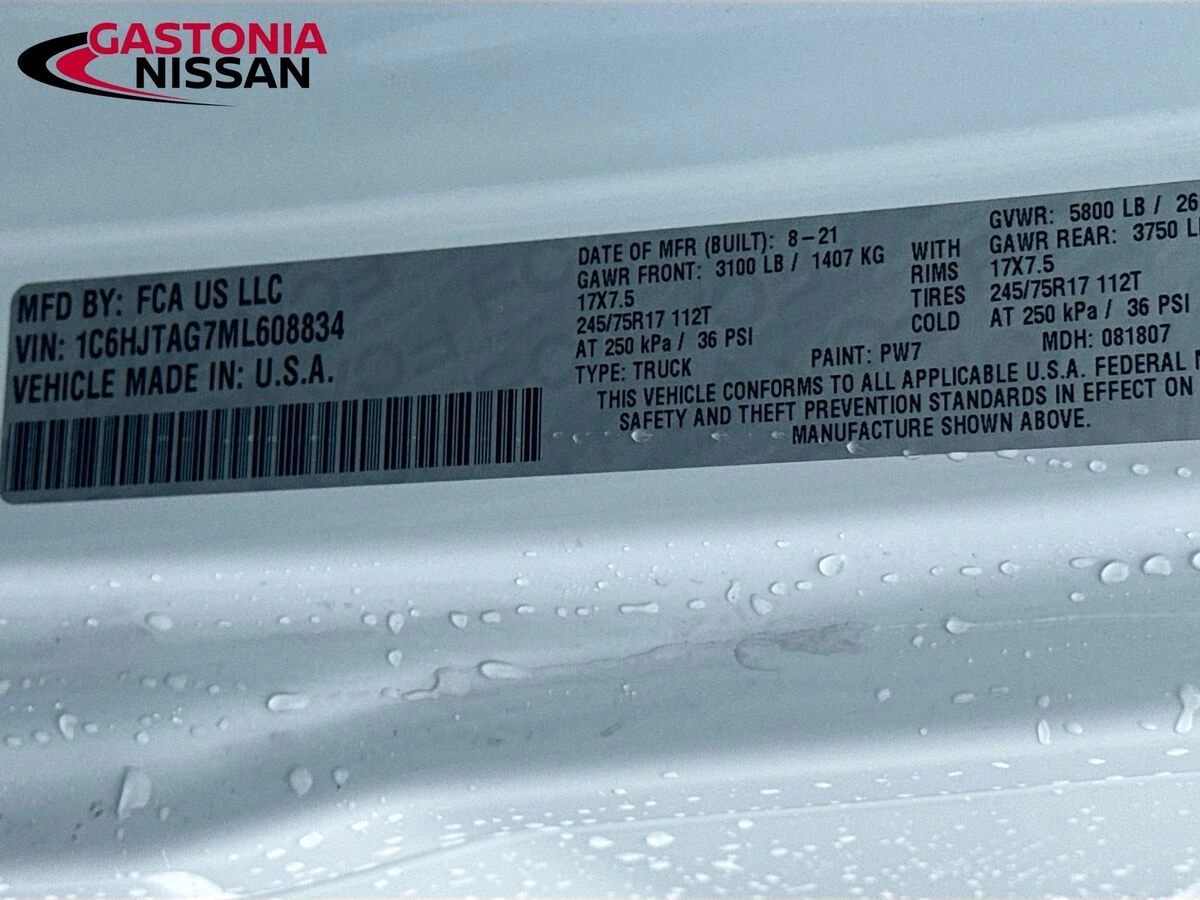 GASTONIA
NISSAN
MFD BY: FCA US LLC
VIN: 1C6HJTAG7ML608834
VEHICLE MADE IN: U.S.A.
DATE OF MFR (BUILT): 8-21
GAWR FRONT: 3100 LB / 1407 KG
17X7.5
245/75R17 112T
AT 250 kPa / 36 PSI
TYPE: TRUCK
WITH
RIMS
TIRES
COLD
GVWR: 5800 LB / 26
GAWR REAR: 3750 L
17X7.5
245/75R17 112T
AT 250 kPa / 36 PSI
PAINT: PW7
MDH: 081807
THIS VEHICLE CONFORMS TO ALL APPLICABLE U.S.A. FEDERAL
SAFETY AND THEFT PREVENTION STANDARDS IN EFFECT ON
MANUFACTURE SHOWN ABOVE.